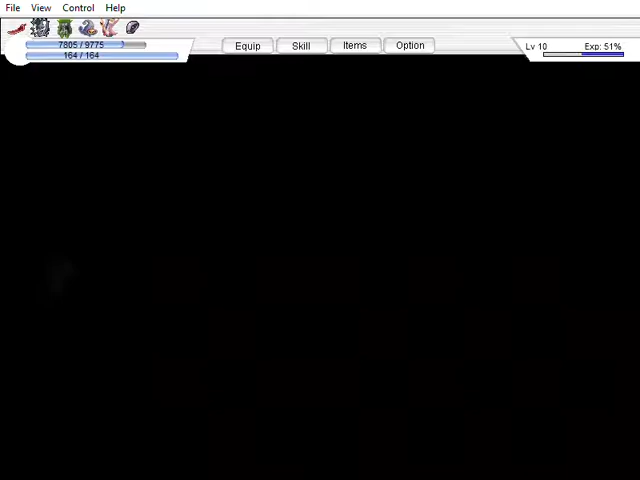 File View Control Help
7805 / 9775
164 / 164
Equip Skill Items Option
Lv 10 Exp: 51%